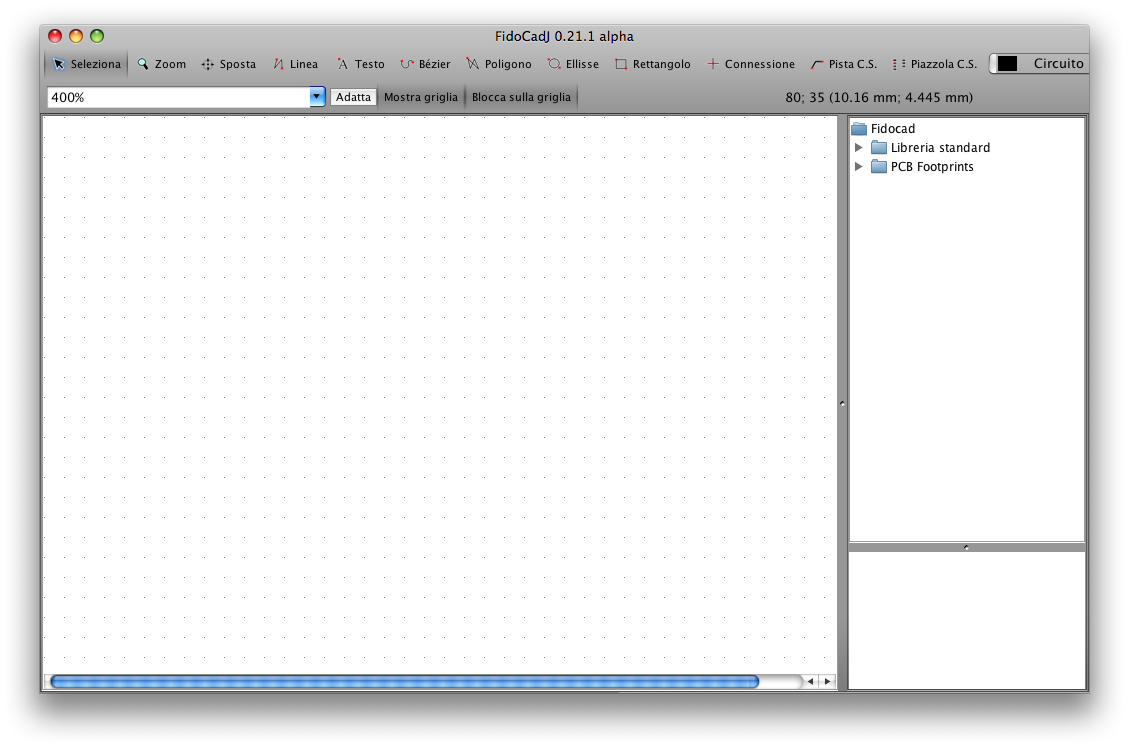 FidoCadJ 0.21.1 alpha
Seleziona Zoom Sposta Linea Testo Bézier Poligono Ellisse Rettangolo Connessione Pista C.S. Piazzola C.S. Circuito
400% Adatta Mostra griglia Blocca sulla griglia 80; 35 (10.16 mm; 4.445 mm)
Fidocad
Libreria standard
PCB Footprints